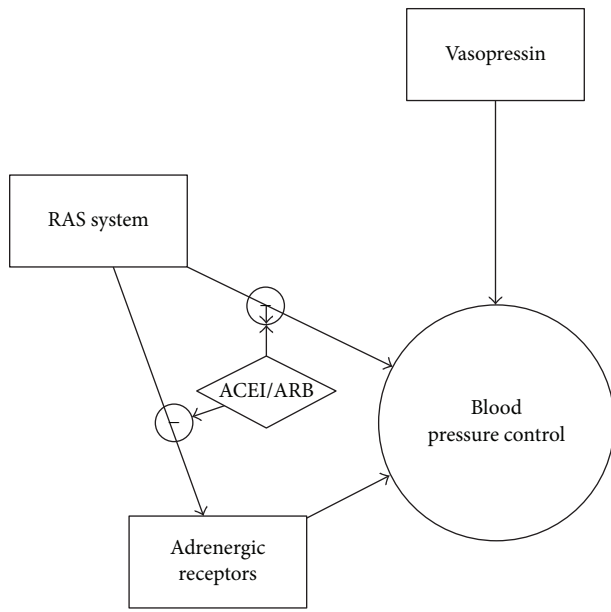 Vasopressin
RAS system
−
ACEI/ARB
−
Blood
pressure control
Adrenergic
receptors